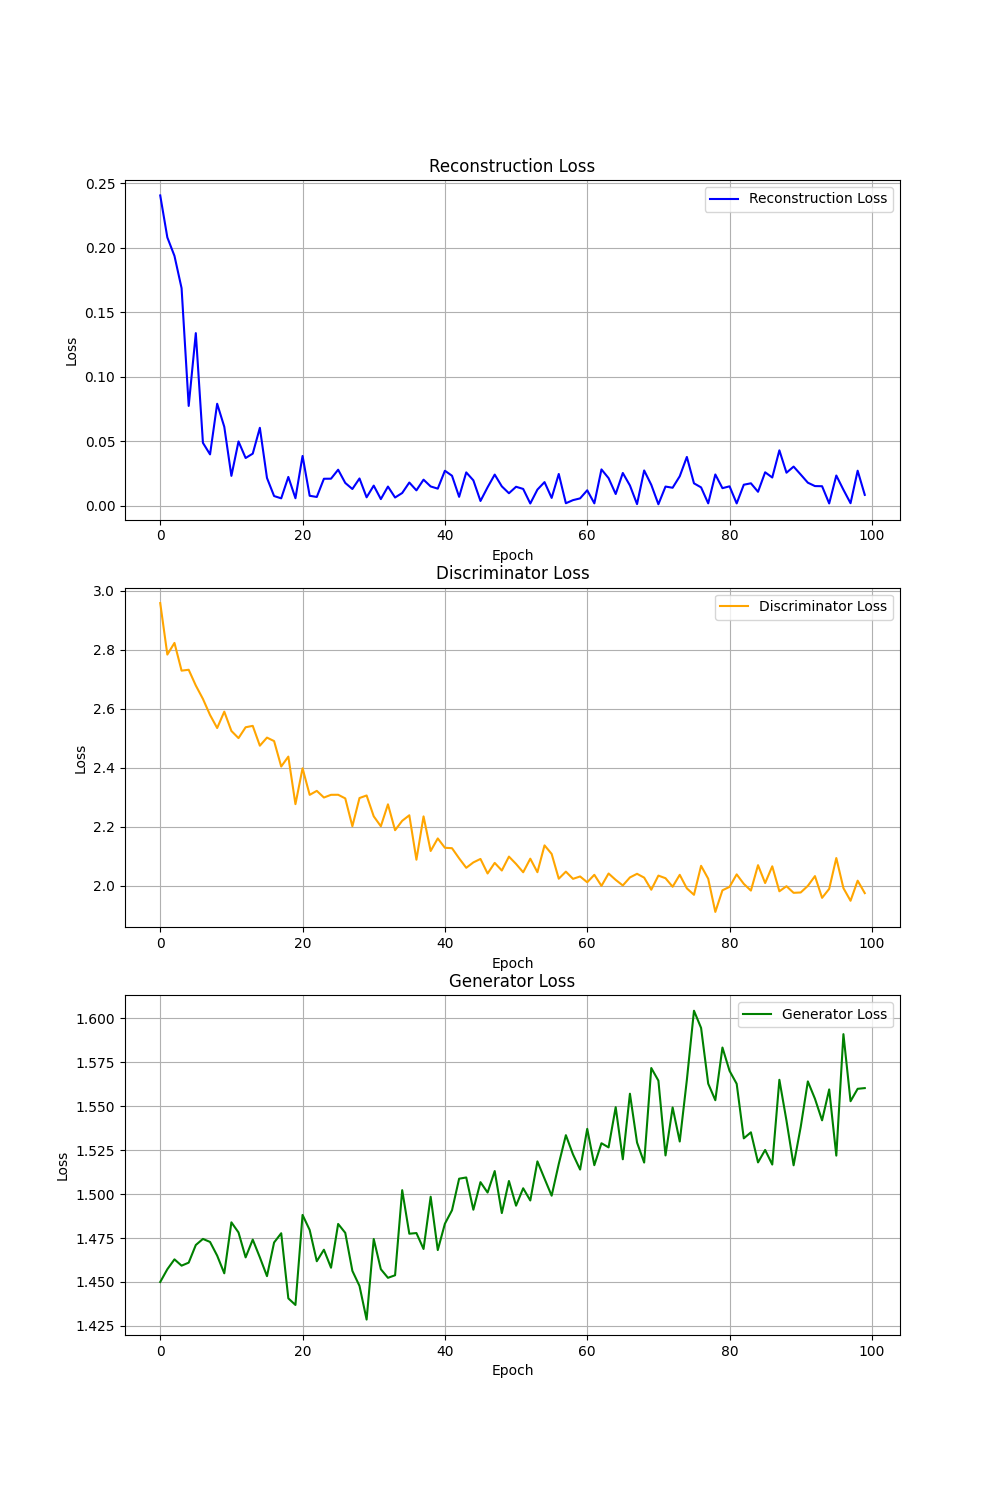 Reconstruction Loss
0.25
0.20
0.15
0.10
0.05
0.00
Loss
Reconstruction Loss
0 20 40 60 80 100
Epoch
Discriminator Loss
3.0
2.8
2.6
2.4
2.2
2.0
Loss
Discriminator Loss
0 20 40 60 80 100
Epoch
Generator Loss
1.600
1.575
1.550
1.525
1.500
1.475
1.450
1.425
Loss
Generator Loss
0 20 40 60 80 100
Epoch